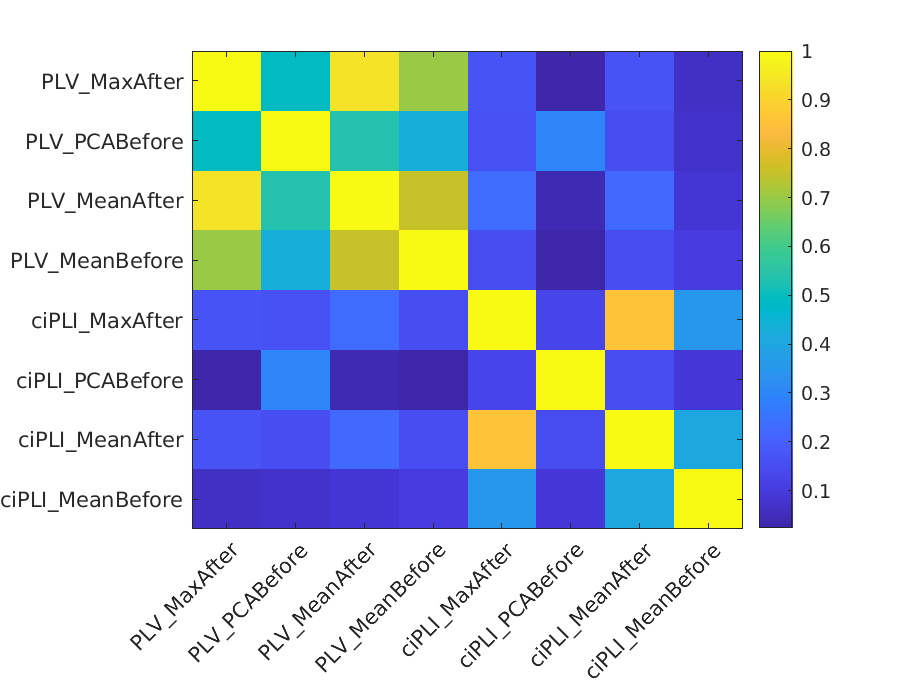 PLV_MaxAfter
PLV_PCABefore
PLV_MeanAfter
PLV_MeanBefore
ciPLI_MaxAfter
ciPLI_PCABefore
ciPLI_MeanAfter
ciPLI_MeanBefore
PLV_MaxAfter
PLV_PCABefore
PLV_MeanAfter
PLV_MeanBefore
ciPLI_MaxAfter
ciPLI_PCABefore
ciPLI_MeanAfter
ciPLI_MeanBefore
1
0.9
0.8
0.7
0.6
0.5
0.4
0.3
0.2
0.1